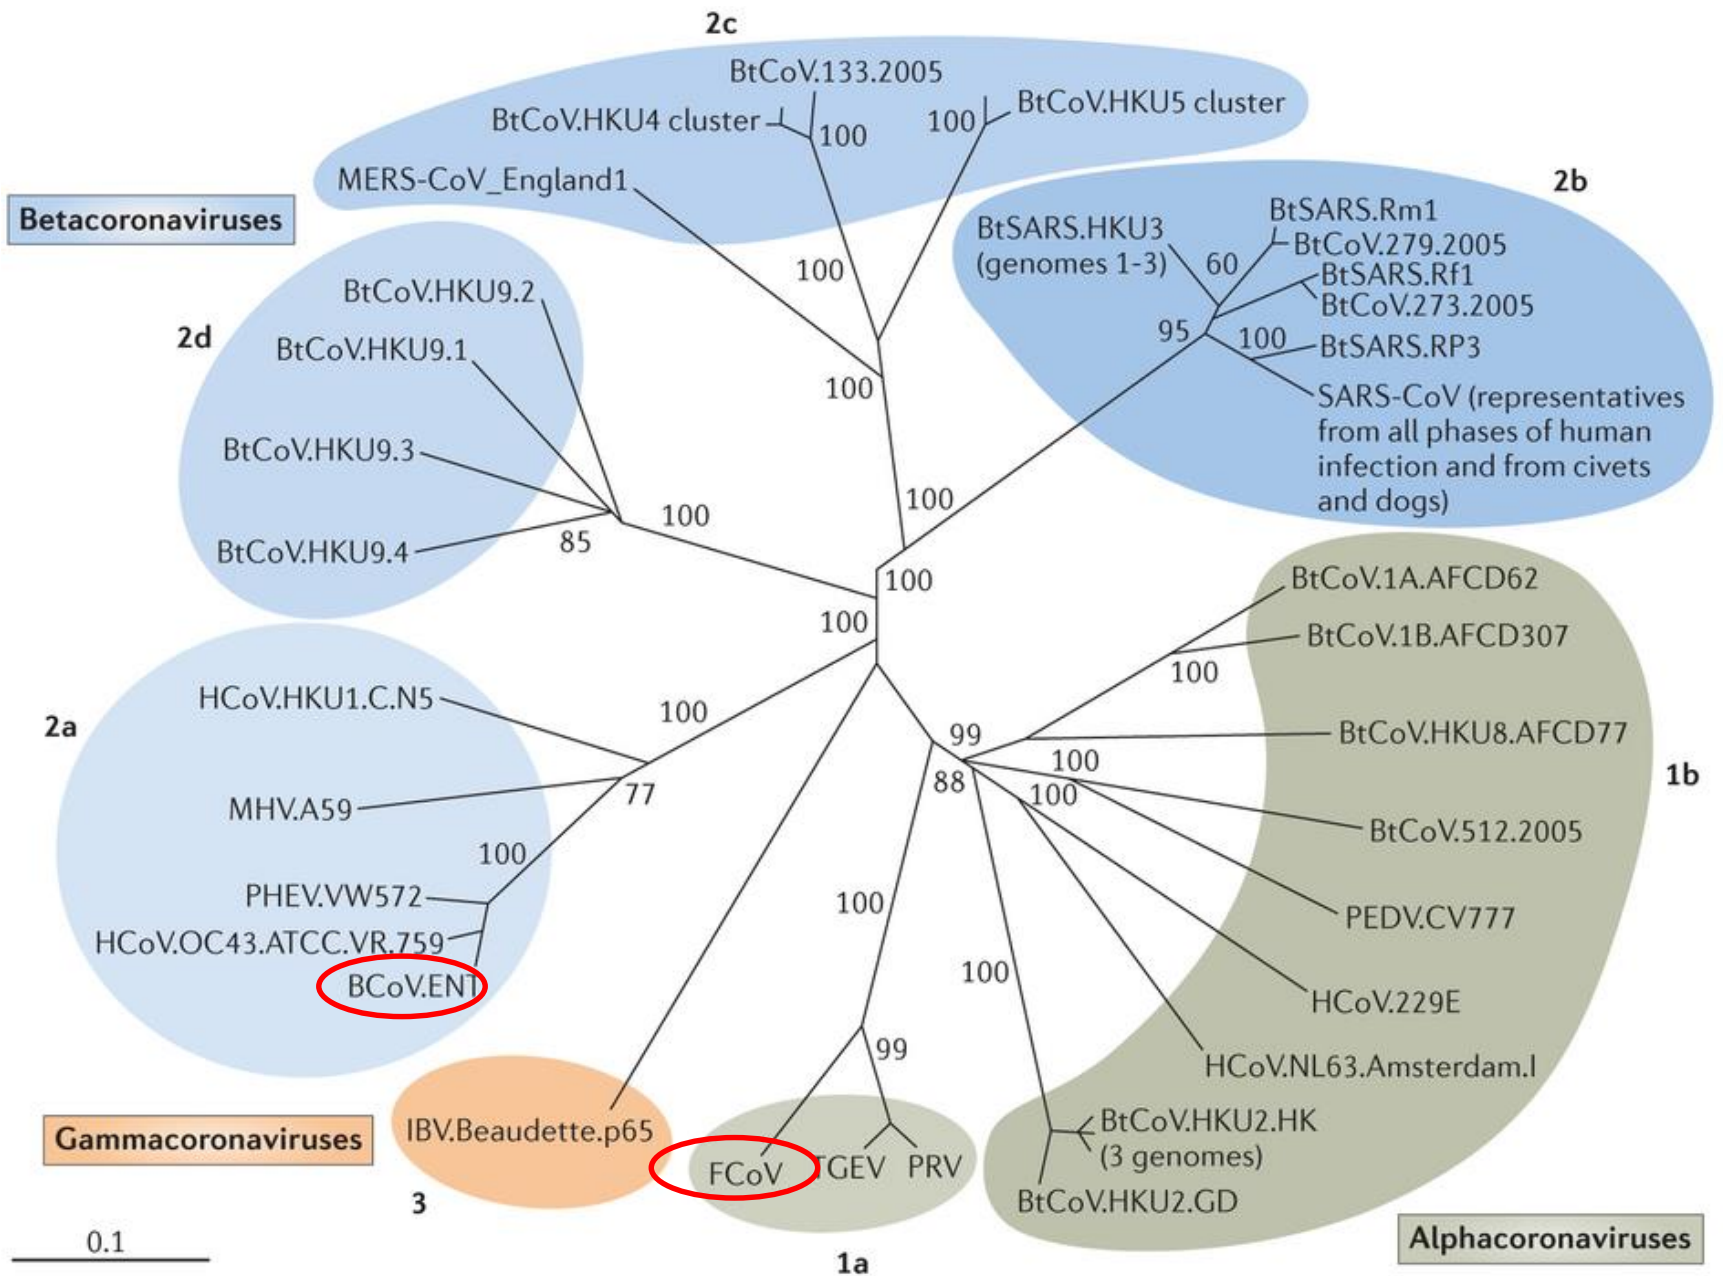 2c
BtCoV.133.2005
BtCoV.HKU4 cluster
100
100
BtCoV.HKU5 cluster
MERS-CoV_England1
2b
Betacoronaviruses
BtSARS.HKU3
(genomes 1-3)
60
BtSARS.Rm1
BtCoV.279.2005
BtSARS.Rf1
BtCoV.273.2005
95
100
BtSARS.RP3
SARS-CoV (representatives
from all phases of human
infection and from civets
and dogs)
100
100
100
2d
BtCoV.HKU9.2
BtCoV.HKU9.1
BtCoV.HKU9.3
BtCoV.HKU9.4
85
100
100
100
2a
HCoV.HKU1.C.N5
100
MHV.A59
77
100
PHEV.VW572
HCoV.OC43.ATCC.VR.759
BCoV.ENT
BtCoV.1A.AFCD62
BtCoV.1B.AFCD307
100
99
BtCoV.HKU8.AFCD77
100
88
100
1b
BtCoV.512.2005
PEDV.CV777
100
100
HCoV.229E
99
HCoV.NL63.Amsterdam.I
BtCoV.HKU2.HK
(3 genomes)
BtCoV.HKU2.GD
Gammacoronaviruses
IBV.Beaudette.p65
3
FCoV
TGEV
PRV
1a
Alphacoronaviruses
0.1